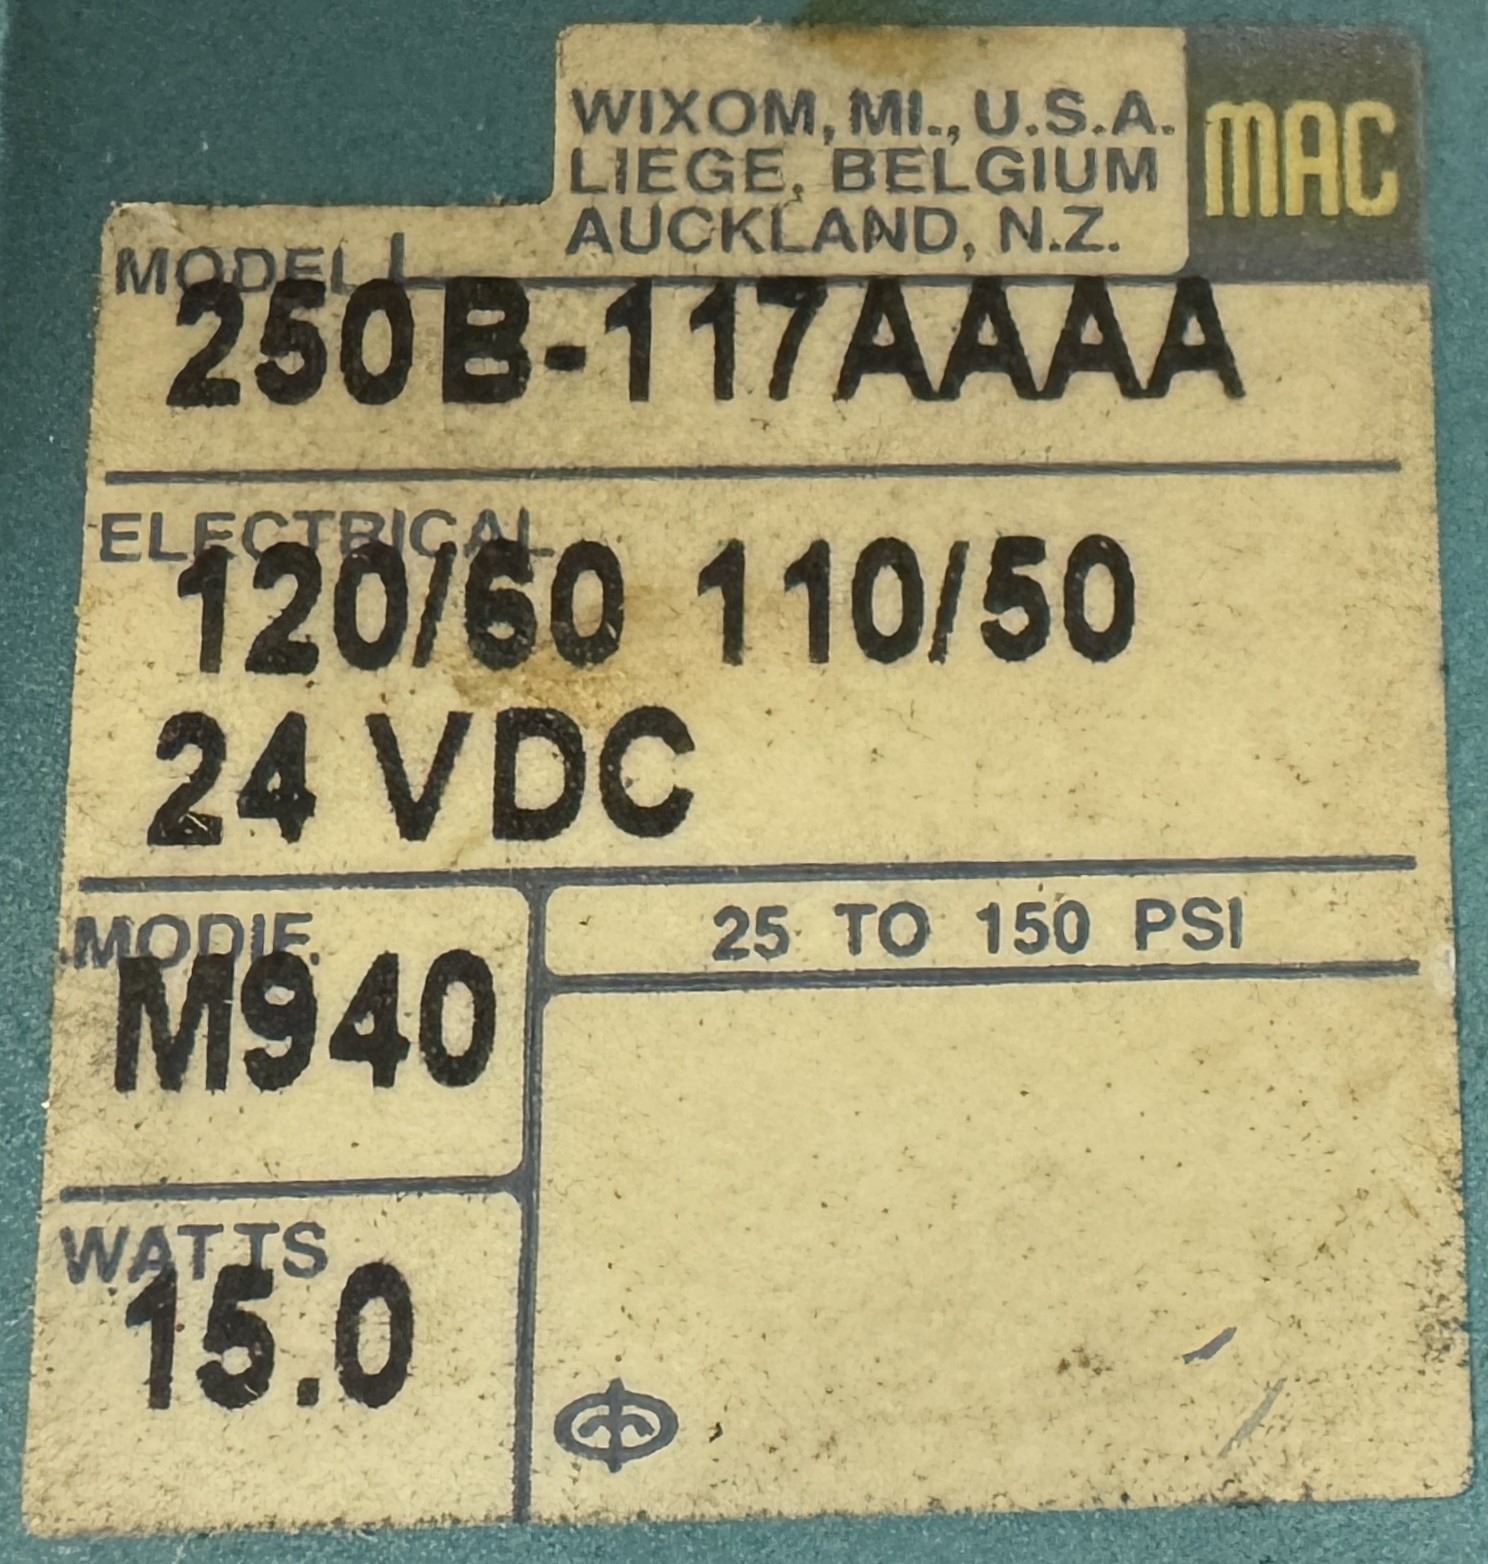 WIXOM, MI., U.S.A.
LIEGE, BELGIUM
AUCKLAND, N.Z.
MAC
MODEL
250B-117AAAA
ELECTRICAL
120/60 110/50
24 VDC
MODIF.
M940
25 TO 150 PSI
WATTS
15.0